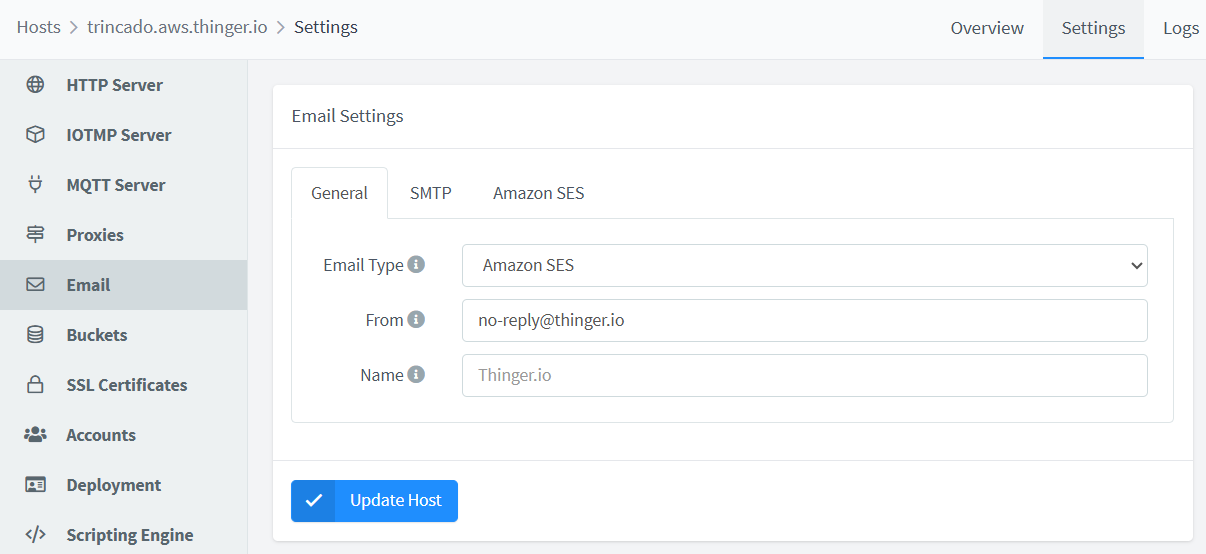 Hosts > trincado.aws.thinger.io > Settings
Overview
Settings
Logs
HTTP Server
IOTMP Server
MQTT Server
Proxies
Email
Buckets
SSL Certificates
Accounts
Deployment
Scripting Engine
Email Settings
General
SMTP
Amazon SES
Email Type
Amazon SES
From
no-reply@thinger.io
Name
Thinger.io
Update Host